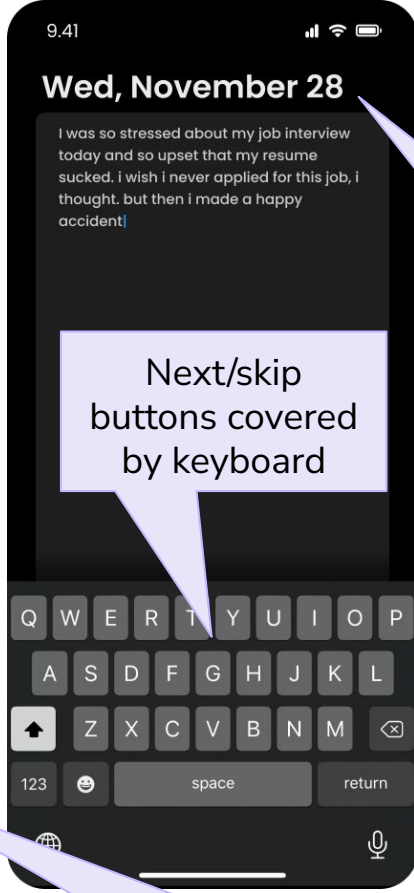 9.41
Wed, November 28
I was so stressed about my job interview
today and so upset that my resume
sucked. i wish i never applied for this job, i
thought. but then i made a happy
accident
Next/skip
buttons covered
by keyboard
Q W E R T Y U I O P
A S D F G H J K L
Z X C V B N M
123 space return